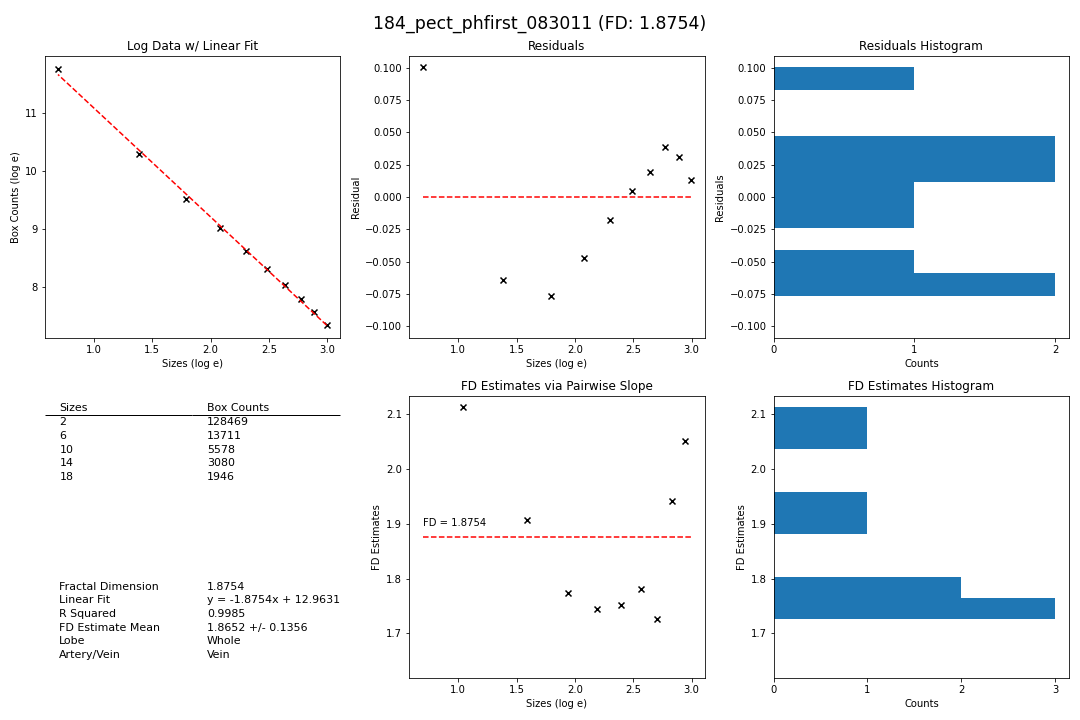 184_pect_phfirst_083011 (FD: 1.8754)
Log Data w/ Linear Fit
Box Counts (log e)
11
10
9
8
1.0 1.5 2.0 2.5 3.0
Sizes (log e)
Residuals
Residual
0.100
0.075
0.050
0.025
0.000
−0.025
−0.050
−0.075
−0.100
1.0 1.5 2.0 2.5 3.0
Sizes (log e)
Residuals Histogram
Residuals
0.100
0.075
0.050
0.025
0.000
−0.025
−0.050
−0.075
−0.100
0 1 2
Counts
Sizes Box Counts
2 128469
6 13711
10 5578
14 3080
18 1946
Fractal Dimension 1.8754
Linear Fit y = -1.8754x + 12.9631
R Squared 0.9985
FD Estimate Mean 1.8652 +/- 0.1356
Lobe Whole
Artery/Vein Vein
FD Estimates via Pairwise Slope
FD Estimates
2.1
2.0
1.9
1.8
1.7
FD = 1.8754
1.0 1.5 2.0 2.5 3.0
Sizes (log e)
FD Estimates Histogram
FD Estimates
2.1
2.0
1.9
1.8
1.7
0 1 2 3
Counts